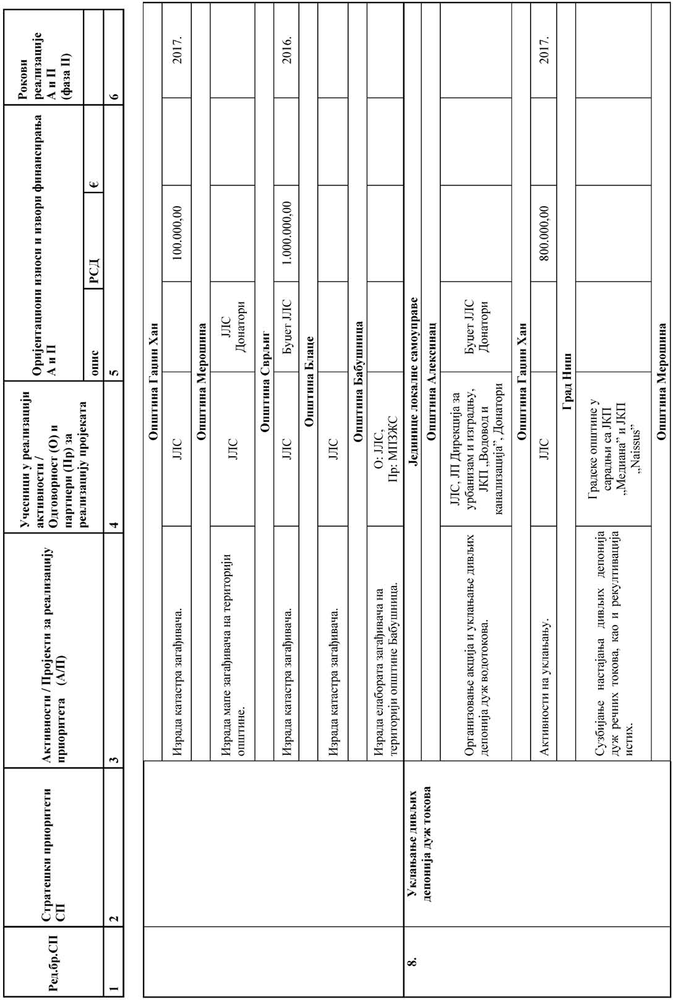 Ред.бр.СП
Стратешки приоритети
СП
Активности / Пројекти за реализацију
приоритета (А/П)
Учесници у реализацији
активности /
Одговорност (О) и
партнери (Пр) за
реализацију пројеката
Оријентациони износи и извори финансирања
А и П
опис
РСД
€
Рокови
реализације
А и П
(фаза II)
1
2
3
4
5
6
Општина Гаџин Хан
Израда катастра загађивача.
ЈЛС
100.000,00
2017.
Општина Мерошина
Израда мапе загађивача на територији
општине.
ЈЛС
ЈЛС
Донатори
Општина Сврљиг
Израда катастра загађивача.
ЈЛС
Буџет ЈЛС
1.000.000,00
2016.
Општина Блаце
Израда катастра загађивача.
ЈЛС
Општина Бабушница
Израда елабората загађивача на
територији општине Бабушница.
О: ЈЛС,
Пр: МПЗЖС
8.
Уклањање дивљих
депонија дуж токова
Јединице локалне самоуправе
Општина Алексинац
Организовање акција и уклањање дивљих
депонија дуж водотокова.
ЈЛС, ЈП Дирекција за
урбанизам и изградњу,
ЈКП „Водовод и
канализација”, Донатори
Буџет ЈЛС
Донатори
Општина Гаџин Хан
Активности на уклањању.
ЈЛС
800.000,00
2017.
Град Ниш
Сузбијање настајања дивљих депонија
дуж речних токова, као и рекултивација
истих.
Градске општине у
сарадњи са ЈКП
„Медиана” и ЈКП
„Naissus”
Општина Мерошина